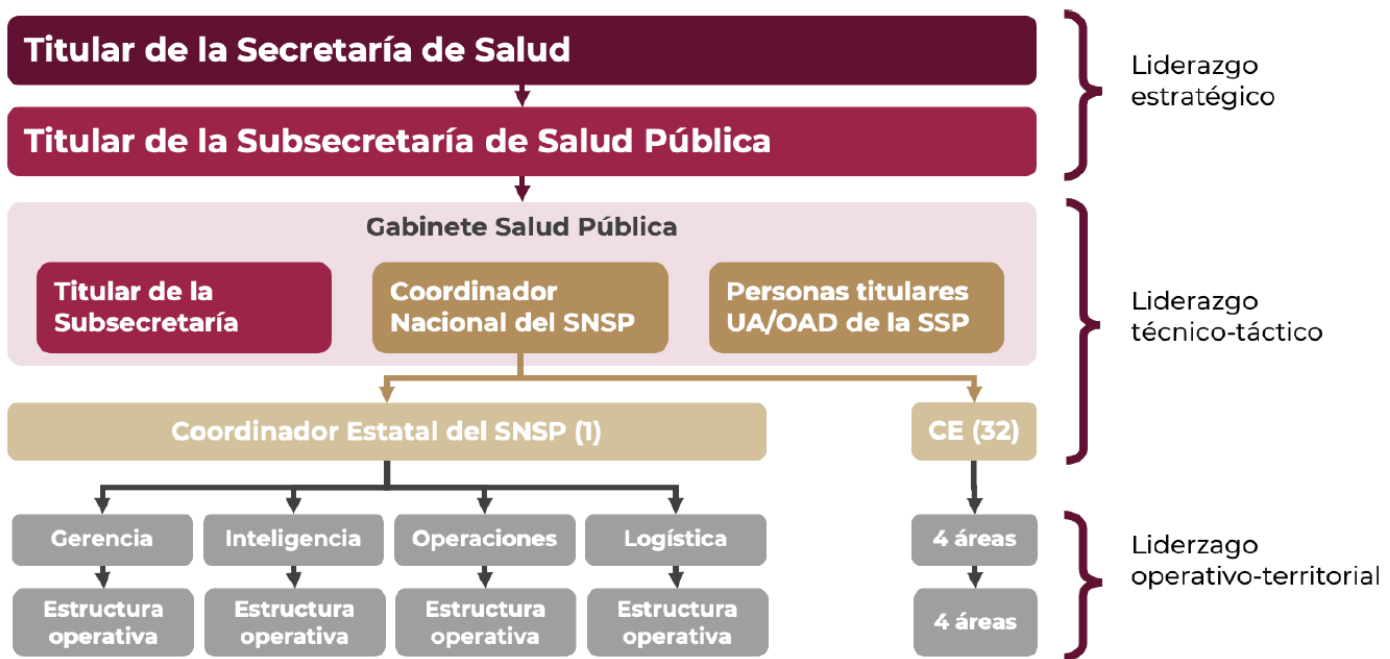 Titular de la Secretaría de Salud
Titular de la Subsecretaría de Salud Pública
Liderazgo
estratégico
Gabinete Salud Pública
Titular de la
Subsecretaría
Coordinador
Nacional del SNSP
Personas titulares
UA/OAD de la SSP
Liderazgo
técnico-táctico
Coordinador Estatal del SNSP (1)
CE (32)
Gerencia
Inteligencia
Operaciones
Logística
4 áreas
Estructura
operativa
Estructura
operativa
Estructura
operativa
Estructura
operativa
4 áreas
Liderzago
operativo-territorial